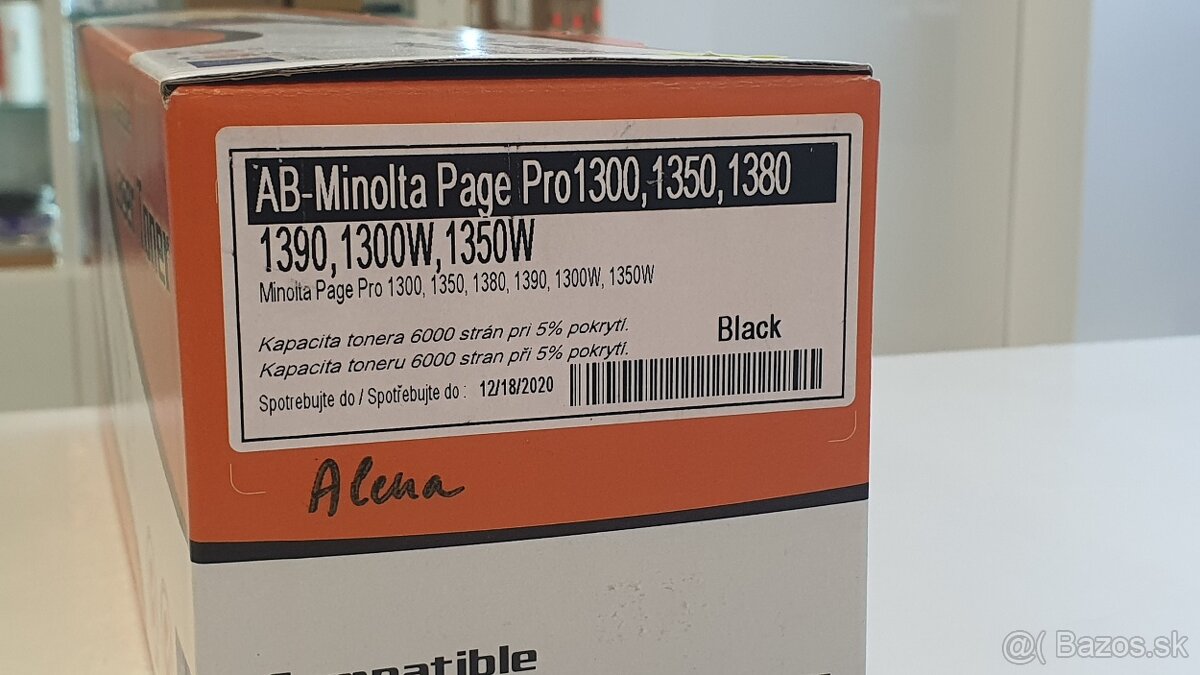 AB-Minolta Page Pro1300,1350,1380
1390,1300W,1350W
Minolta Page Pro 1300, 1350, 1380, 1390, 1300W, 1350W
Kapacita tonera 6000 strán pri 5% pokrytí.
Kapacita toneru 6000 stran při 5% pokrytí.
Black
Spotrebujte do / Spotřebujte do : 12/18/2020
Alena
Compatible
@( Bazos.sk